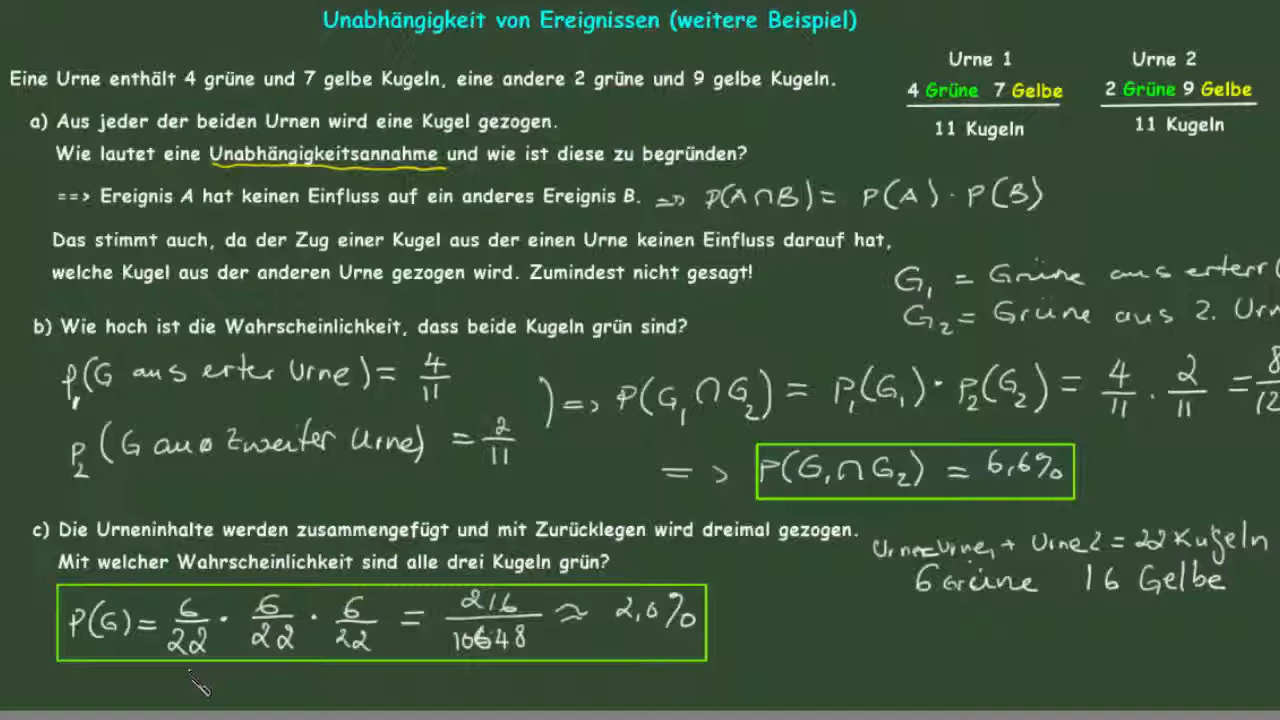 Unabhängigkeit von Ereignissen (weitere Beispiel)
Eine Urne enthält 4 grüne und 7 gelbe Kugeln, eine andere 2 grüne und 9 gelbe Kugeln.
Urne 1
4 Grüne 7 Gelbe
11 Kugeln
Urne 2
2 Grüne 9 Gelbe
11 Kugeln
a) Aus jeder der beiden Urnen wird eine Kugel gezogen.
Wie lautet eine Unabhängigkeitsannahme und wie ist diese zu begründen?
==> Ereignis A hat keinen Einfluss auf ein anderes Ereignis B. => P(A∩B) = P(A) · P(B)
Das stimmt auch, da der Zug einer Kugel aus der einen Urne keinen Einfluss darauf hat,
welche Kugel aus der anderen Urne gezogen wird. Zumindest nicht gesagt!
G₁ = Grüne aus erterr
G₂ = Grüne aus 2. Urn
b) Wie hoch ist die Wahrscheinlichkeit, dass beide Kugeln grün sind?
P₁(G aus erter Urne) = 4/11
P₂(G aus zweiter Urne) = 2/11
) => P(G₁∩G₂) = P₁(G₁) · P₂(G₂) = 4/11 · 2/11 = 8/12
=> P(G₁∩G₂) = 6,6%
c) Die Urneninhalte werden zusammengefügt und mit Zurücklegen wird dreimal gezogen.
Mit welcher Wahrscheinlichkeit sind alle drei Kugeln grün?
Urne=Urne₁ + Urne2 = 22 Kugeln
6 Grüne 16 Gelbe
P(G) = 6/22 · 6/22 · 6/22 = 216/10648 ≈ 2,0%